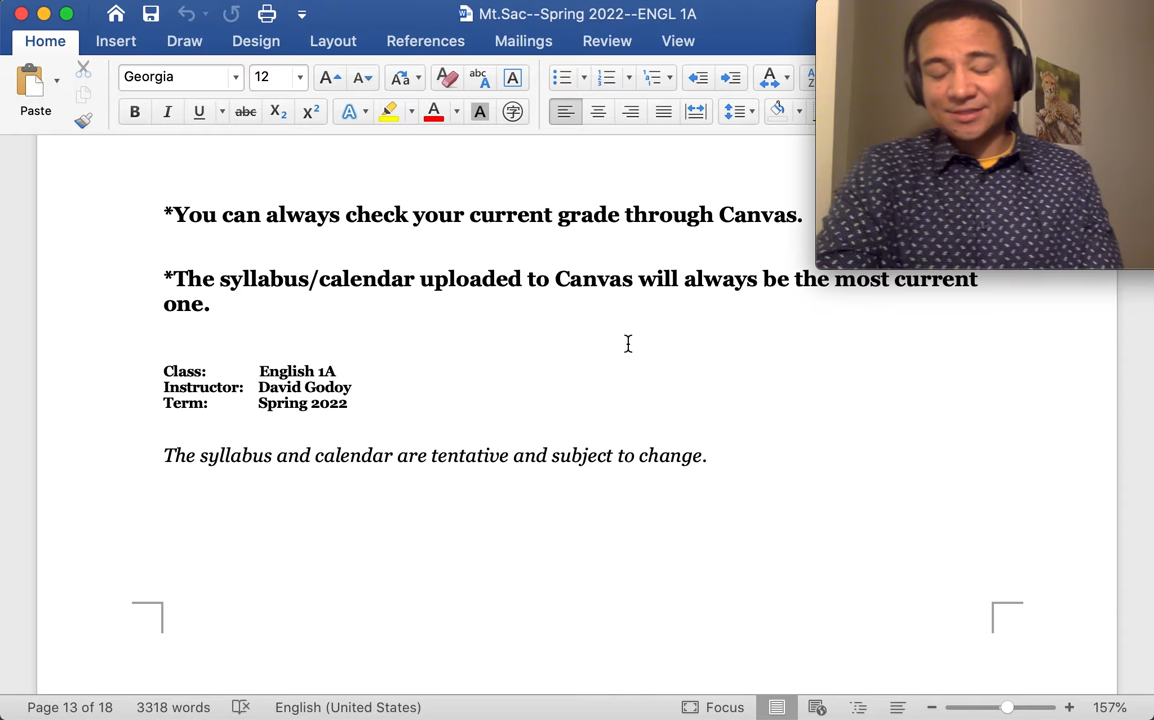 Mt.Sac--Spring 2022--ENGL 1A
Home Insert Draw Design Layout References Mailings Review View
Georgia 12
Paste
*You can always check your current grade through Canvas.
*The syllabus/calendar uploaded to Canvas will always be the most current
one.
Class: English 1A
Instructor: David Godoy
Term: Spring 2022
The syllabus and calendar are tentative and subject to change.
Page 13 of 18 3318 words English (United States) Focus 157%